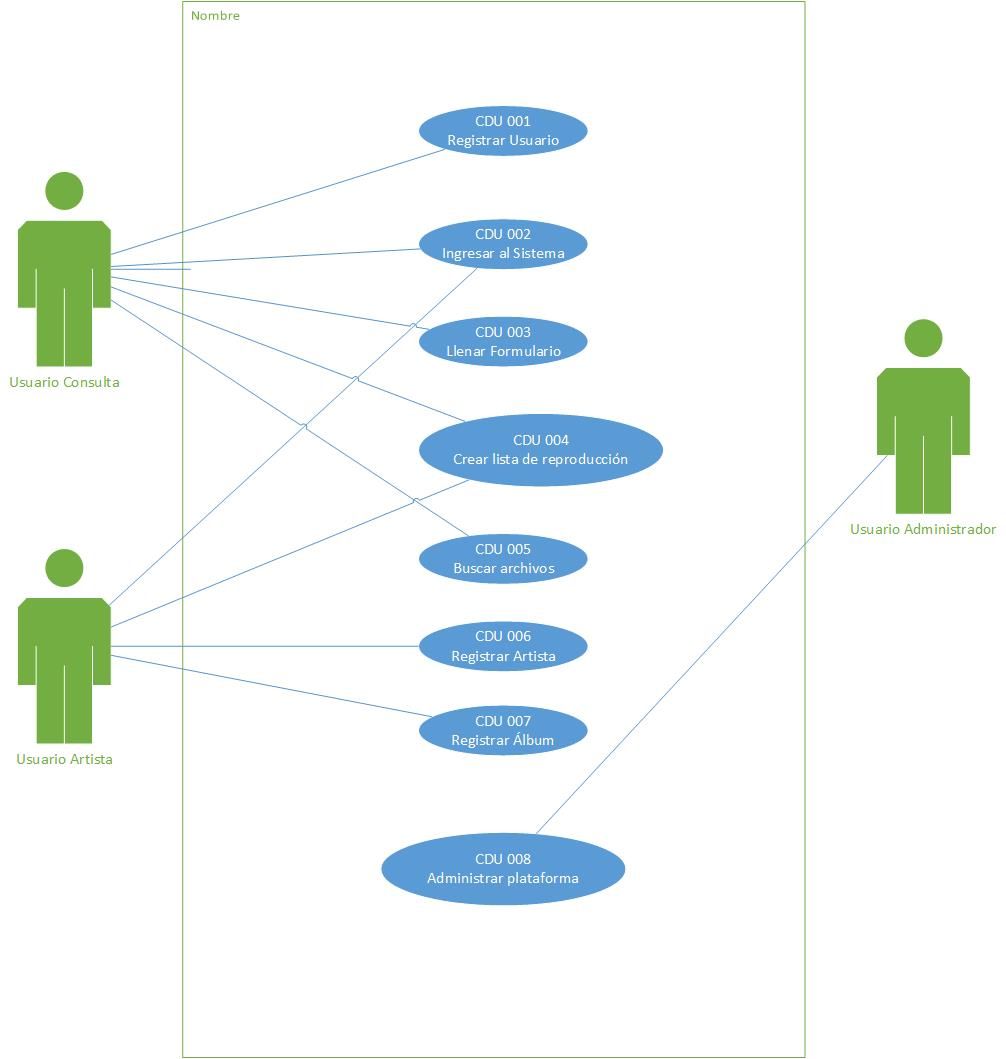 Nombre
CDU 001
Registrar Usuario
CDU 002
Ingresar al Sistema
CDU 003
Llenar Formulario
Usuario Consulta
CDU 004
Crear lista de reproducción
Usuario Administrador
CDU 005
Buscar archivos
CDU 006
Registrar Artista
CDU 007
Registrar Álbum
Usuario Artista
CDU 008
Administrar plataforma